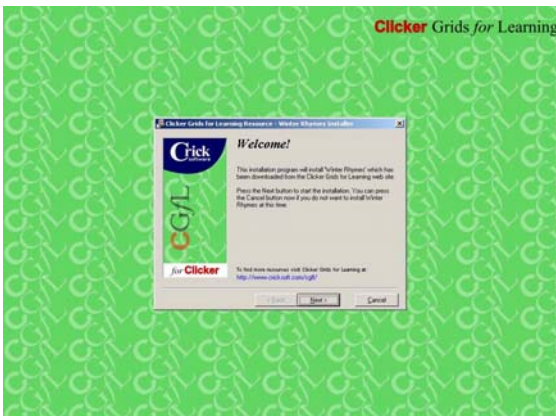 Clicker Grids for Learning
Clicker Grids for Learning Resource - Winter Rhymes Installer
Crick
Software
Welcome!
This installation program will install 'Winter Rhymes' which has
been downloaded from the Clicker Grids for Learning web site.
Press the Next button to start the installation. You can press
the Cancel button now if you do not want to install Winter
Rhymes at this time.
CGfL
for Clicker
To find more resources visit Clicker Grids for Learning at:
http://www.cricksoft.com/cgfl/
< Back
Next >
Cancel